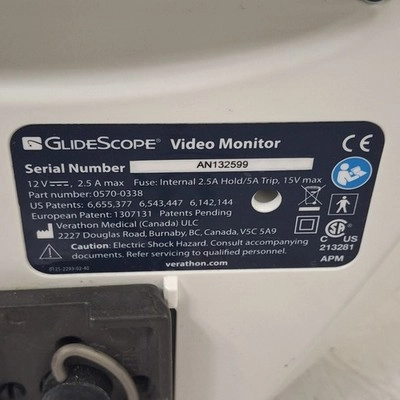 GLIDESCOPE® Video Monitor
CE
Serial Number AN132599
12V⎓, 2.5 A max Fuse: Internal 2.5A Hold/5A Trip, 15V max
Part number: 0570-0338
US Patents: 6,655,377 6,543,447 6,142,144
European Patent: 1307131 Patents Pending
Verathon Medical (Canada) ULC
2227 Douglas Road, Burnaby, BC, Canada, V5C 5A9
Caution: Electric Shock Hazard. Consult accompanying
documents. Refer servicing to qualified personnel.
verathon.com
C US
213281
APM